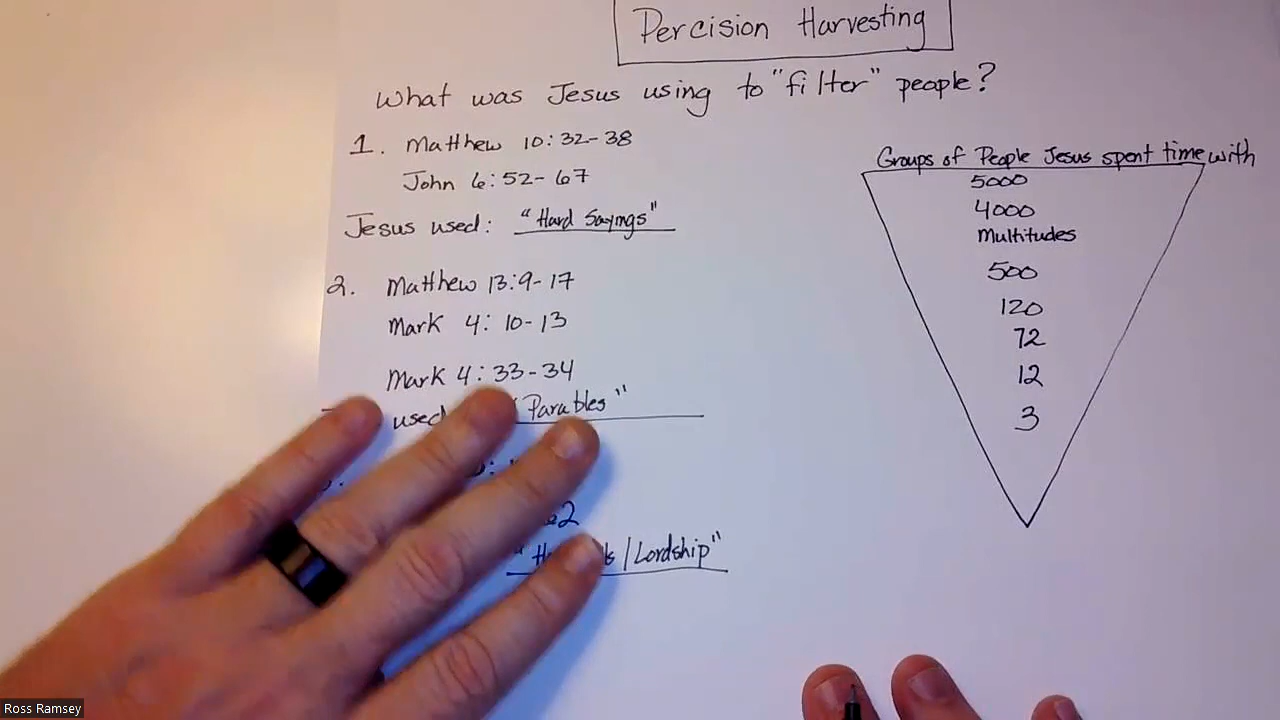 Percision Harvesting
What was Jesus using to "filter" people?
1. Matthew 10:32-38
John 6:52-67
Jesus used: "Hard Sayings"
2. Matthew 13:9-17
Mark 4:10-13
Mark 4:33-34
used "Parables"
/Lordship"
Groups of People Jesus spent time with
5000
4000
Multitudes
500
120
72
12
3
Ross Ramsey